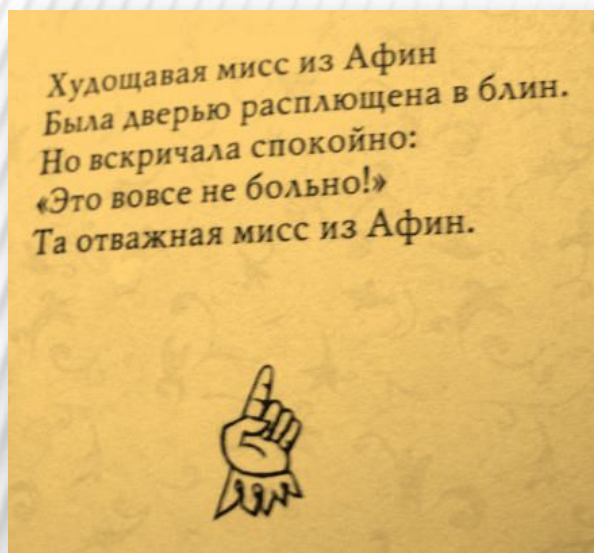 Худощавая мисс из Афин
Была дверью расплющена в блин.
Но вскричала спокойно:
«Это вовсе не больно!»
Та отважная мисс из Афин.